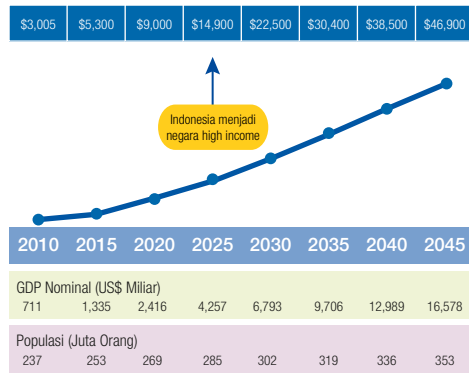 $3,005 $5,300 $9,000 $14,900 $22,500 $30,400 $38,500 $46,900
Indonesia menjadi
negara high income
2010 2015 2020 2025 2030 2035 2040 2045
GDP Nominal (US$ Miliar)
711 1,335 2,416 4,257 6,793 9,706 12,989 16,578
Populasi (Juta Orang)
237 253 269 285 302 319 336 353